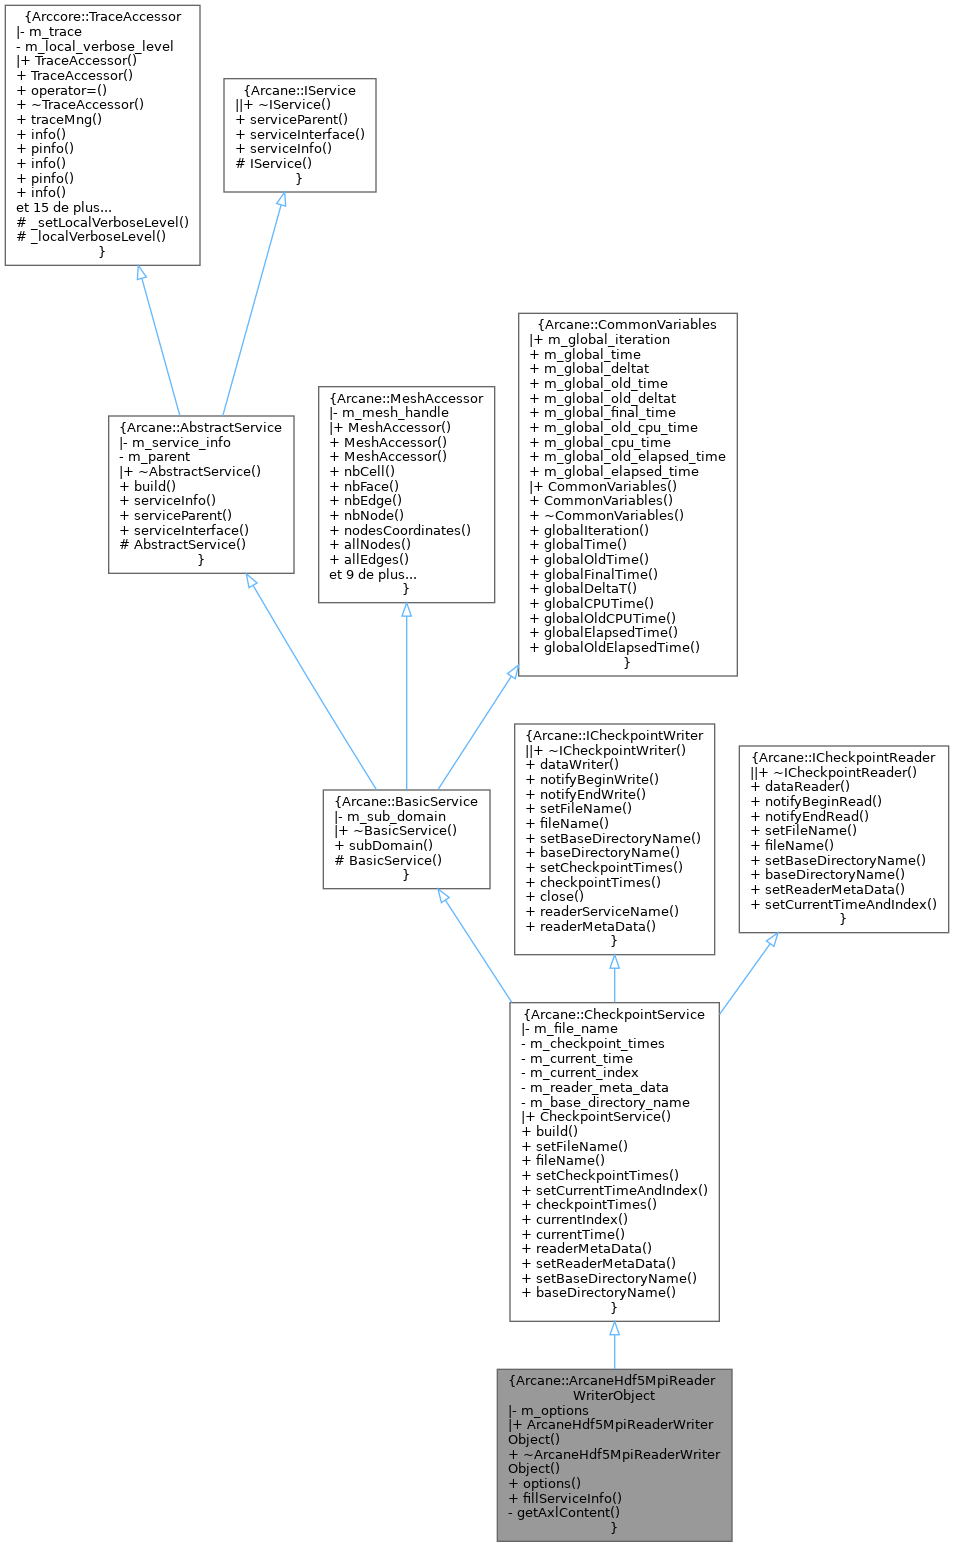 {Arccore::TraceAccessor
|- m_trace
- m_local_verbose_level
|+ TraceAccessor()
+ TraceAccessor()
+ operator=()
+ ~TraceAccessor()
+ traceMng()
+ info()
+ pinfo()
+ info()
+ pinfo()
+ info()
et 15 de plus...
# _setLocalVerboseLevel()
# _localVerboseLevel()
}
{Arcane::IService
||+ ~IService()
+ serviceParent()
+ serviceInterface()
+ serviceInfo()
# IService()
}
{Arcane::CommonVariables
|+ m_global_iteration
+ m_global_time
+ m_global_deltat
+ m_global_old_time
+ m_global_old_deltat
+ m_global_final_time
+ m_global_old_cpu_time
+ m_global_cpu_time
+ m_global_old_elapsed_time
+ m_global_elapsed_time
|+ CommonVariables()
+ CommonVariables()
+ ~CommonVariables()
+ globalIteration()
+ globalTime()
+ globalOldTime()
+ globalFinalTime()
+ globalDeltaT()
+ globalCPUTime()
+ globalOldCPUTime()
+ globalElapsedTime()
+ globalOldElapsedTime()
}
{Arcane::MeshAccessor
|- m_mesh_handle
|+ MeshAccessor()
+ MeshAccessor()
+ MeshAccessor()
+ nbCell()
+ nbFace()
+ nbEdge()
+ nbNode()
+ nodesCoordinates()
+ allNodes()
+ allEdges()
et 9 de plus...
}
{Arcane::AbstractService
|- m_service_info
- m_parent
|+ ~AbstractService()
+ build()
+ serviceInfo()
+ serviceParent()
+ serviceInterface()
# AbstractService()
}
{Arcane::ICheckpointWriter
||+ ~ICheckpointWriter()
+ dataWriter()
+ notifyBeginWrite()
+ notifyEndWrite()
+ setFileName()
+ fileName()
+ setBaseDirectoryName()
+ baseDirectoryName()
+ setCheckpointTimes()
+ checkpointTimes()
+ close()
+ readerServiceName()
+ readerMetaData()
}
{Arcane::ICheckpointReader
||+ ~ICheckpointReader()
+ dataReader()
+ notifyBeginRead()
+ notifyEndRead()
+ setFileName()
+ fileName()
+ setBaseDirectoryName()
+ baseDirectoryName()
+ setReaderMetaData()
+ setCurrentTimeAndIndex()
}
{Arcane::BasicService
|- m_sub_domain
|+ ~BasicService()
+ subDomain()
# BasicService()
}
{Arcane::CheckpointService
|- m_file_name
- m_checkpoint_times
- m_current_time
- m_current_index
- m_reader_meta_data
- m_base_directory_name
|+ CheckpointService()
+ build()
+ setFileName()
+ fileName()
+ setCheckpointTimes()
+ setCurrentTimeAndIndex()
+ checkpointTimes()
+ currentIndex()
+ currentTime()
+ readerMetaData()
+ setReaderMetaData()
+ setBaseDirectoryName()
+ baseDirectoryName()
}
{Arcane::ArcaneHdf5MpiReader
WriterObject
|- m_options
|+ ArcaneHdf5MpiReaderWriter
Object()
+ ~ArcaneHdf5MpiReaderWriter
Object()
+ options()
+ fillServiceInfo()
- getAxlContent()
}